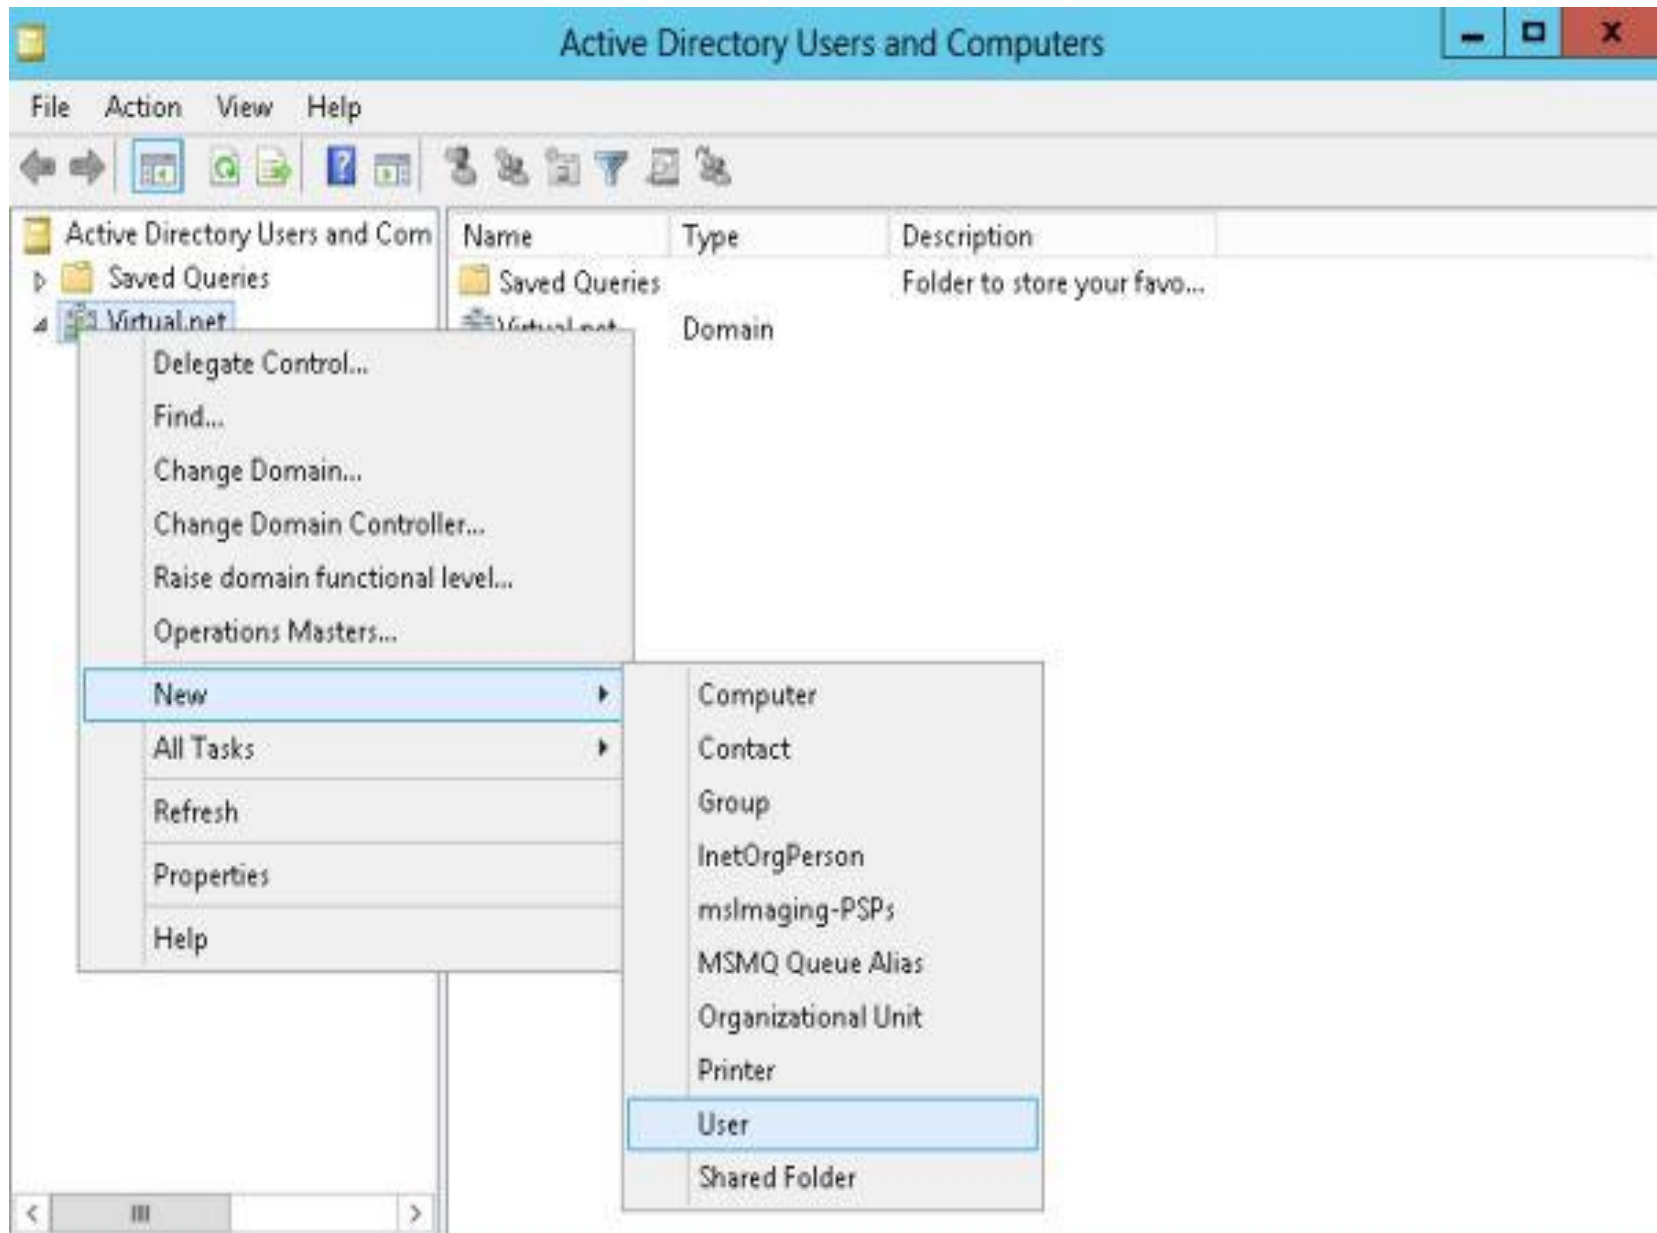 Active Directory Users and Computers
File Action View Help
Active Directory Users and Com
Name Type Description
Saved Queries
Saved Queries Folder to store your favo...
Virtual.net
Virtual.net Domain
Delegate Control...
Find...
Change Domain...
Change Domain Controller...
Raise domain functional level...
Operations Masters...
New
All Tasks
Refresh
Properties
Help
Computer
Contact
Group
InetOrgPerson
msImaging-PSPs
MSMQ Queue Alias
Organizational Unit
Printer
User
Shared Folder